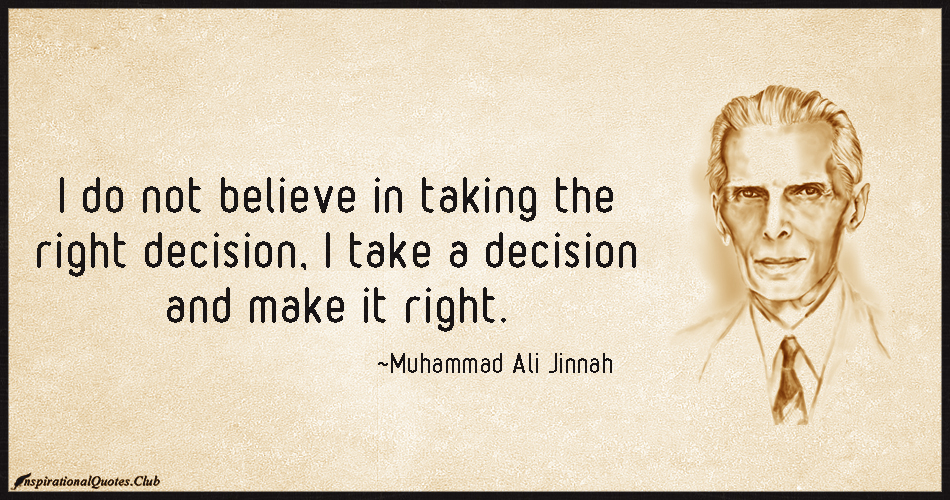 I do not believe in taking the
right decision, I take a decision
and make it right.
~Muhammad Ali Jinnah
InspirationalQuotes.Club